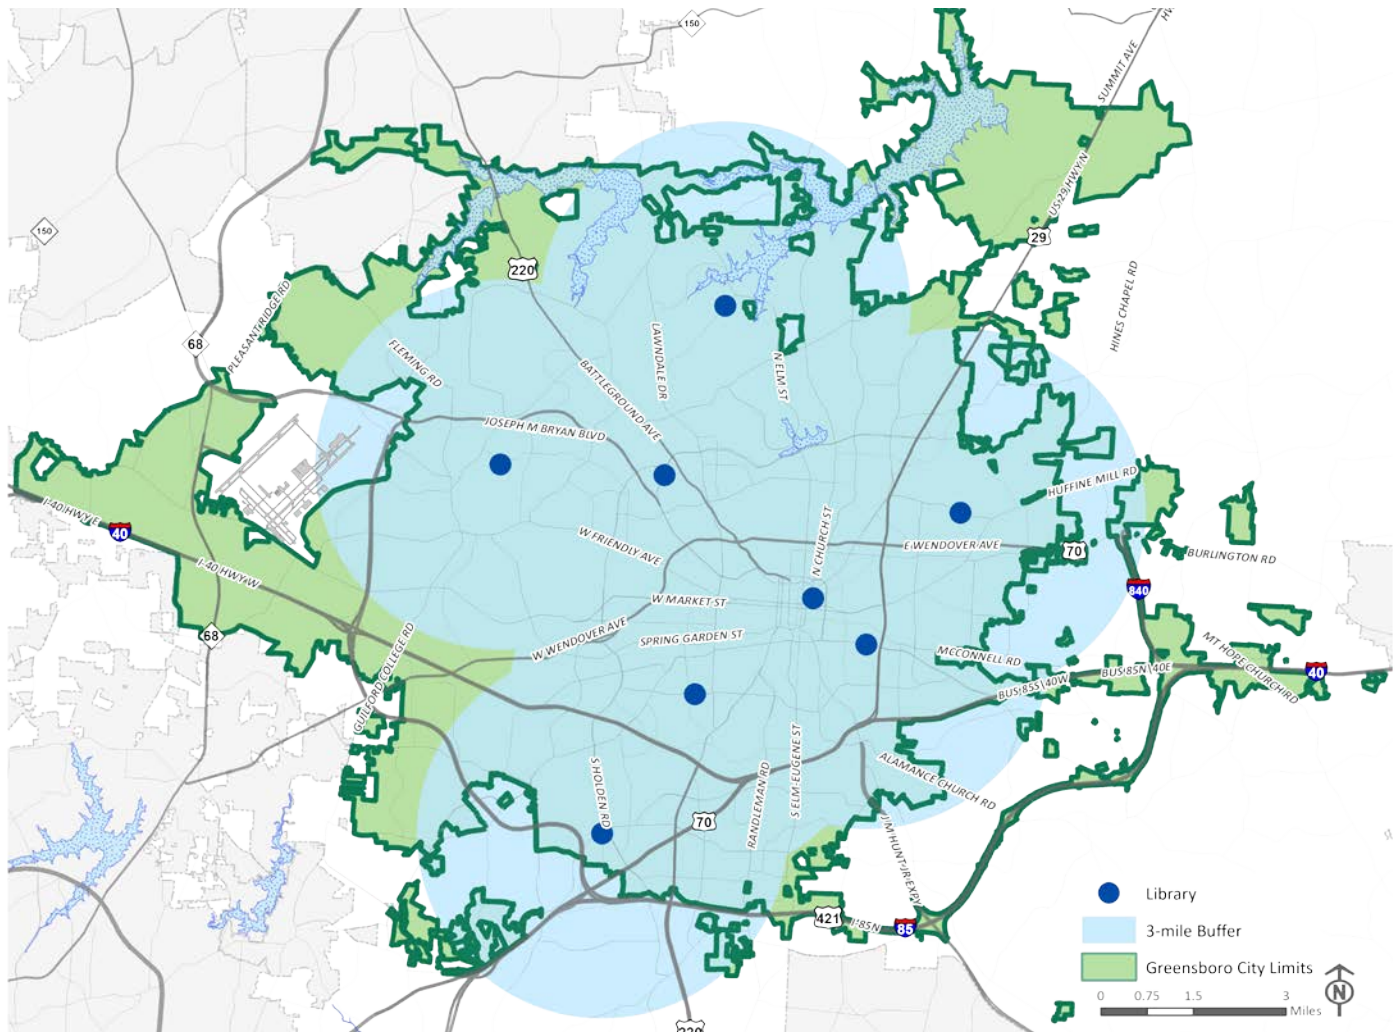 150
HW
SUMMIT AVE
150
US 29 HWY N
29
220
HINES CHAPEL RD
PLEASANT RIDGE RD
68
FLEMING RD
LAWNDALE DR
N ELM ST
BATTLEGROUND AVE
JOSEPH M BRYAN BLVD
HUFFINE MILL RD
I-40 HWY E
40
W FRIENDLY AVE
N CHURCH ST
E WENDOVER AVE
70
BURLINGTON RD
I-40 HWY W
840
W MARKET ST
68
GUILFORD COLLEGE RD
W WENDOVER AVE
SPRING GARDEN ST
MCCONNELL RD
MT HOPE CHURCH RD
BUS 85N\40E
BUS 85S\40W
40
S HOLDEN RD
RANDLEMAN RD
S ELM-EUGENE ST
ALAMANCE CHURCH RD
70
JIM HUNT JR EXPY
421
I-85N
85
Library
3-mile Buffer
Greensboro City Limits
N
0 0.75 1.5 3
Miles
220